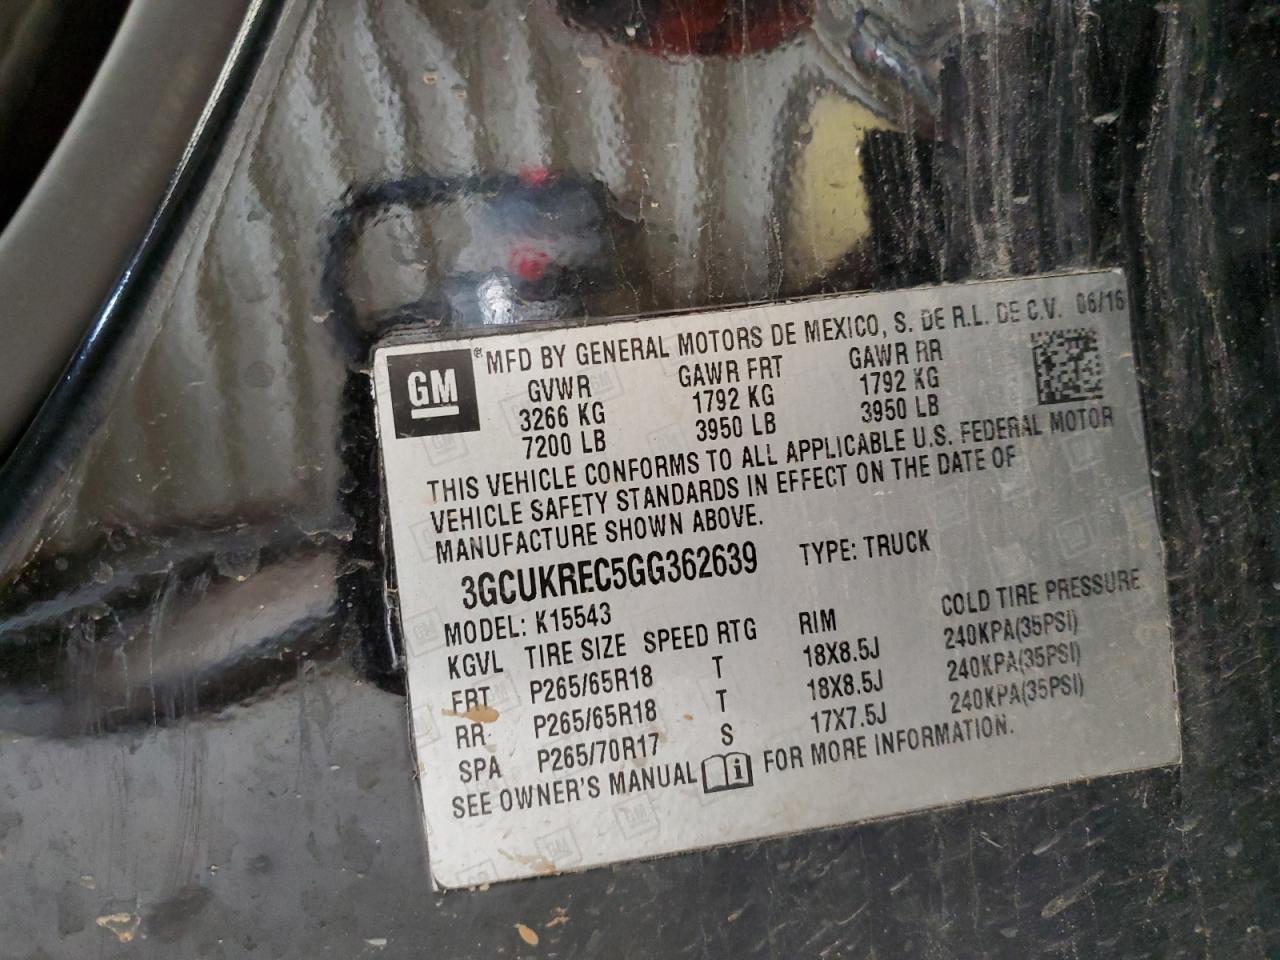 GM ® MFD BY GENERAL MOTORS DE MEXICO, S. DE R.L. DE C.V. 06/16
GVWR GAWR FRT GAWR RR
3266 KG 1792 KG 1792 KG
7200 LB 3950 LB 3950 LB
THIS VEHICLE CONFORMS TO ALL APPLICABLE U.S. FEDERAL MOTOR
VEHICLE SAFETY STANDARDS IN EFFECT ON THE DATE OF
MANUFACTURE SHOWN ABOVE.
3GCUKREC5GG362639 TYPE: TRUCK
MODEL: K15543
KGVL TIRE SIZE SPEED RTG RIM COLD TIRE PRESSURE
FRT P265/65R18 T 18X8.5J 240KPA(35PSI)
RR P265/65R18 T 18X8.5J 240KPA(35PSI)
SPA P265/70R17 S 17X7.5J 240KPA(35PSI)
SEE OWNER'S MANUAL i FOR MORE INFORMATION.